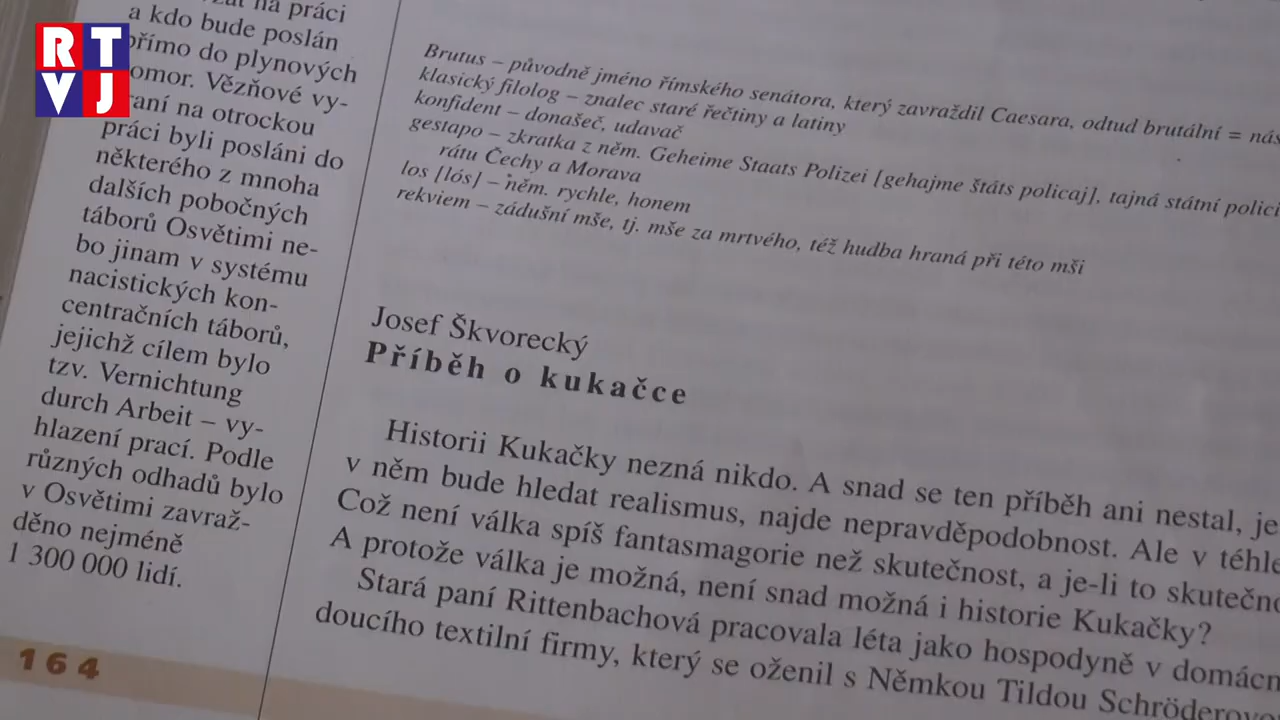 RTVJ
na práci
a kdo bude poslán
přímo do plynových
komor. Vězňové vy-
braní na otrockou
práci byli posláni do
některého z mnoha
dalších pobočných
táborů Osvětimi ne-
bo jinam v systému
nacistických kon-
centračních táborů,
jejichž cílem bylo
tzv. Vernichtung
durch Arbeit – vy-
hlazení prací. Podle
různých odhadů bylo
v Osvětimi zavraž-
děno nejméně
1 300 000 lidí.
164
Brutus – původně jméno římského senátora, který zavraždil Caesara, odtud brutální = nás
klasický filolog – znalec staré řečtiny a latiny
konfident – donašeč, udavač
gestapo – zkratka z něm. Geheime Staats Polizei [gehajme štáts policaj], tajná státní polici
rátu Čechy a Morava
los [lós] – něm. rychle, honem
rekviem – zádušní mše, tj. mše za mrtvého, též hudba hraná při této mši
Josef Škvorecký
Příběh o kukačce
Historii Kukačky nezná nikdo. A snad se ten příběh ani nestal, je
v něm bude hledat realismus, najde nepravděpodobnost. Ale v téhle
Což není válka spíš fantasmagorie než skutečnost, a je-li to skutečno
A protože válka je možná, není snad možná i historie Kukačky?
Stará paní Rittenbachová pracovala léta jako hospodyně v domácn
doucího textilní firmy, který se oženil s Němkou Tildou Schröderovo